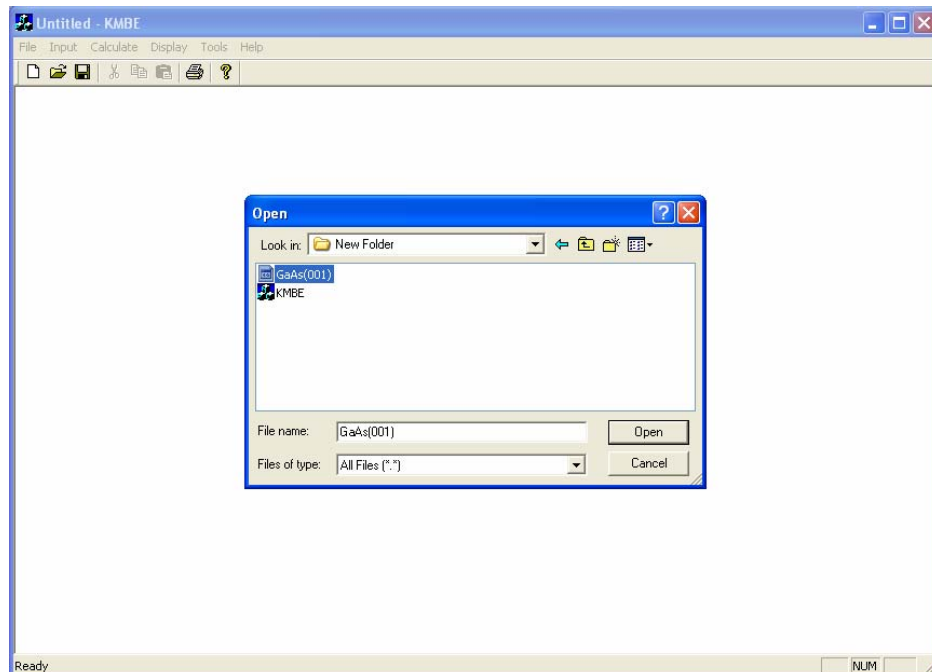 Untitled - KMBE
File Input Calculate Display Tools Help
Open
Look in: New Folder
GaAs(001)
KMBE
File name: GaAs(001) Open
Files of type: All Files (*.*) Cancel
Ready NUM